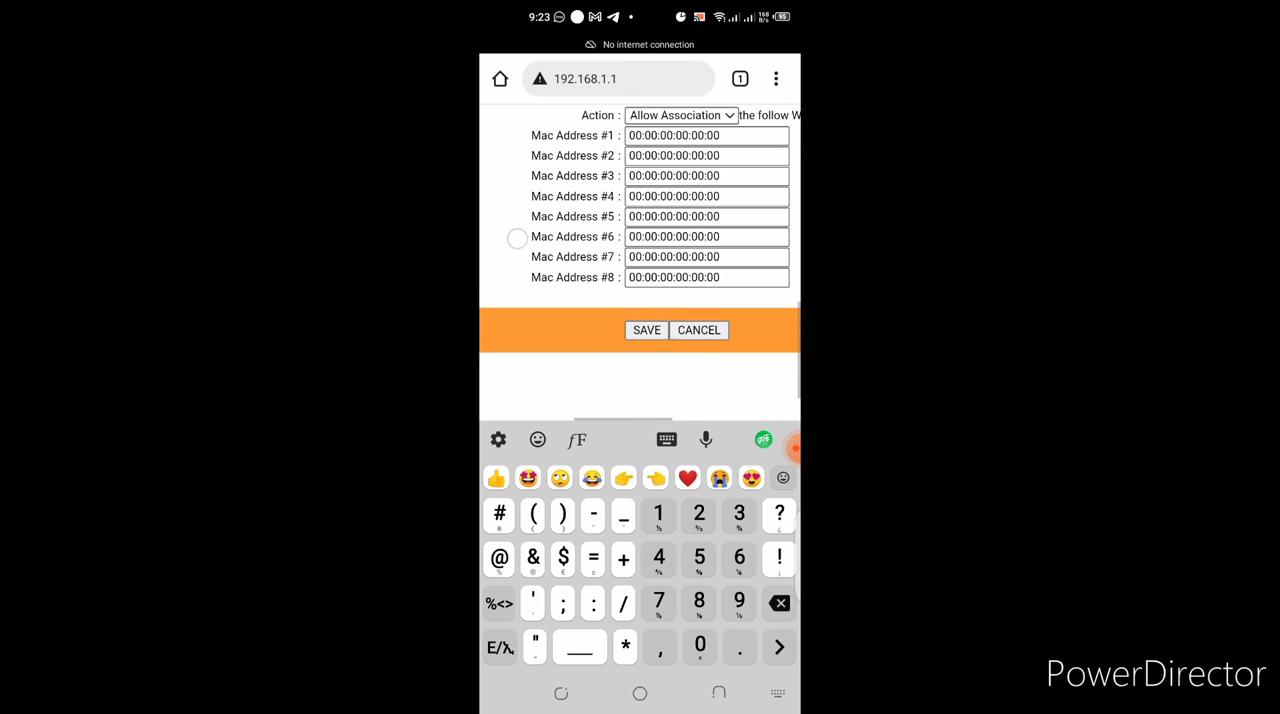 9:23 168 B/s 95
No internet connection
192.168.1.1 1
Action : Allow Association the follow W
Mac Address #1 : 00:00:00:00:00:00
Mac Address #2 : 00:00:00:00:00:00
Mac Address #3 : 00:00:00:00:00:00
Mac Address #4 : 00:00:00:00:00:00
Mac Address #5 : 00:00:00:00:00:00
Mac Address #6 : 00:00:00:00:00:00
Mac Address #7 : 00:00:00:00:00:00
Mac Address #8 : 00:00:00:00:00:00
SAVE CANCEL
fF
# ( ) - _ 1 2 3 ?
@ & $ = + 4 5 6 !
%<> ' ; : / 7 8 9
E/λ " * , 0 .
PowerDirector